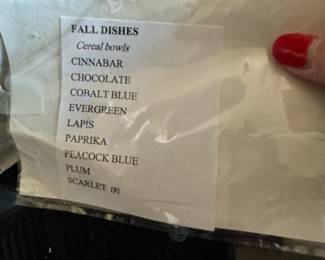 FALL DISHES
Cereal bowls
CINNABAR
CHOCOLATE
COBALT BLUE
EVERGREEN
LAPIS
PAPRIKA
PEACOCK BLUE
PLUM
SCARLET (9)